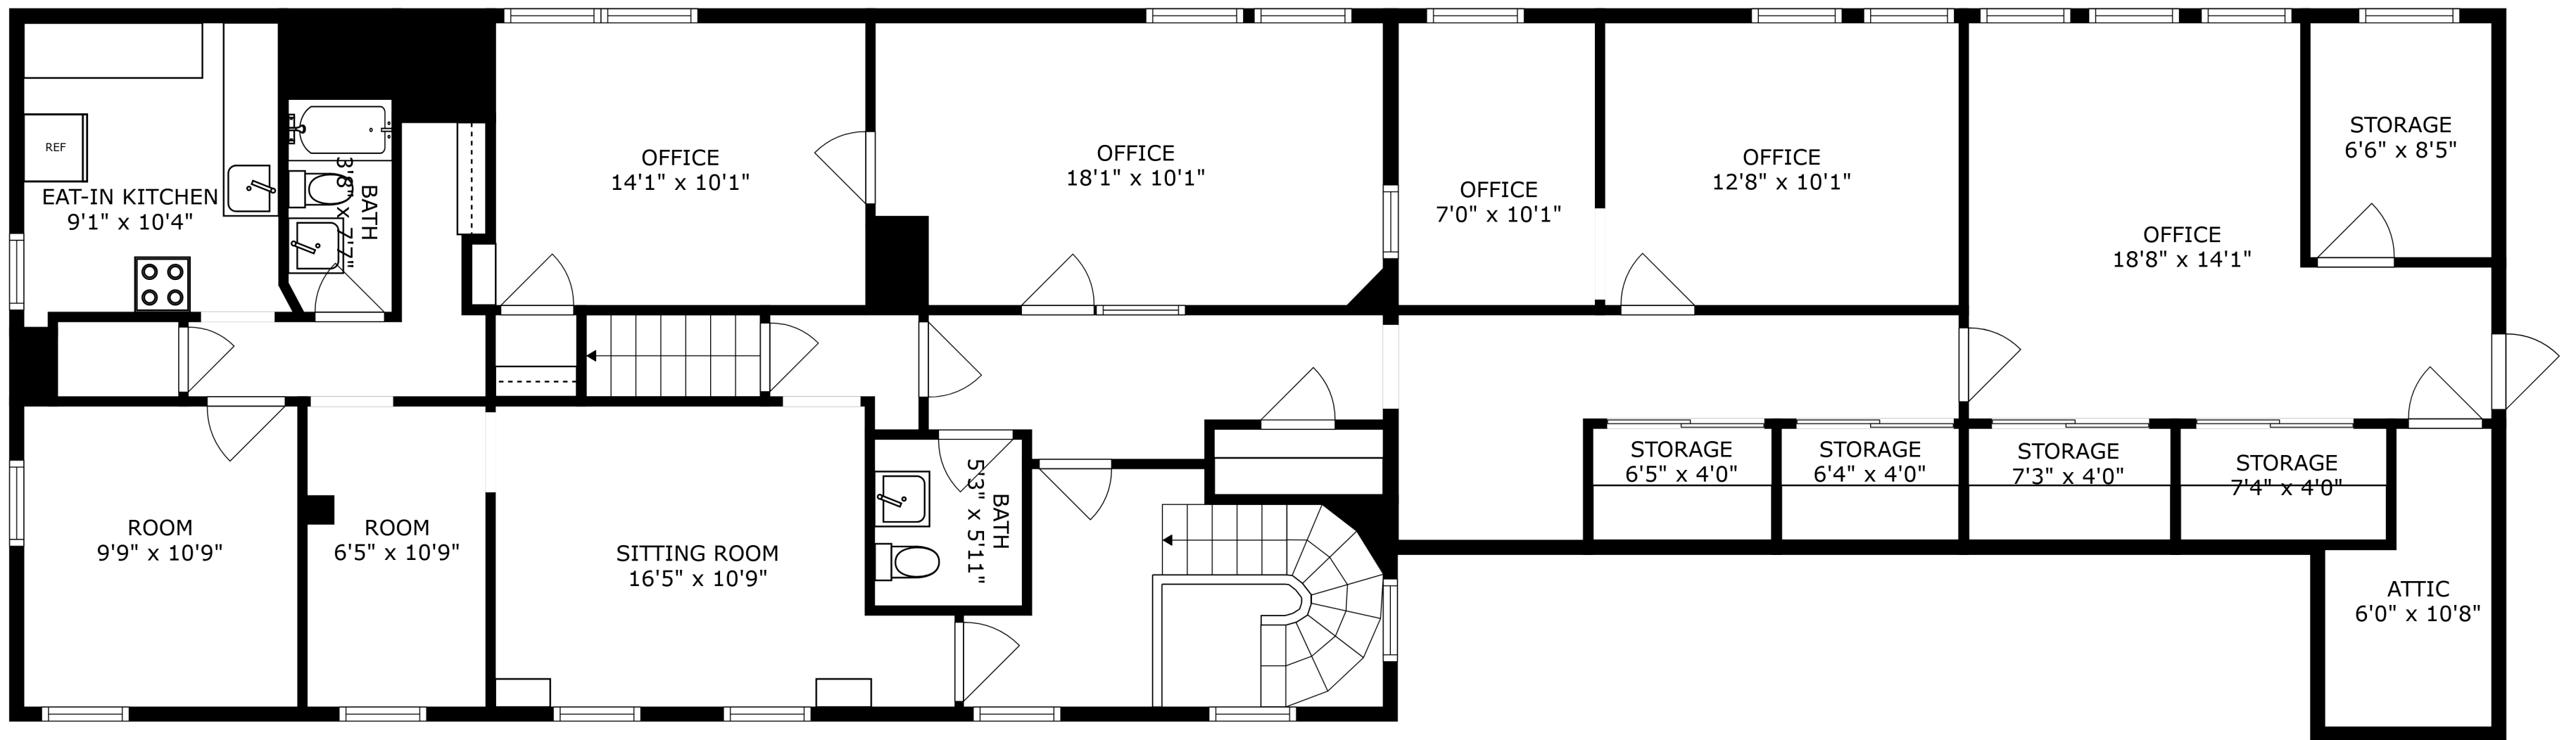 REF
EAT-IN KITCHEN
9'1" x 10'4"
BATH
3'8" x 7'7"
OFFICE
14'1" x 10'1"
OFFICE
18'1" x 10'1"
OFFICE
7'0" x 10'1"
OFFICE
12'8" x 10'1"
OFFICE
18'8" x 14'1"
STORAGE
6'6" x 8'5"
ROOM
9'9" x 10'9"
ROOM
6'5" x 10'9"
SITTING ROOM
16'5" x 10'9"
BATH
5'3" x 5'11"
STORAGE
6'5" x 4'0"
STORAGE
6'4" x 4'0"
STORAGE
7'3" x 4'0"
STORAGE
7'4" x 4'0"
ATTIC
6'0" x 10'8"